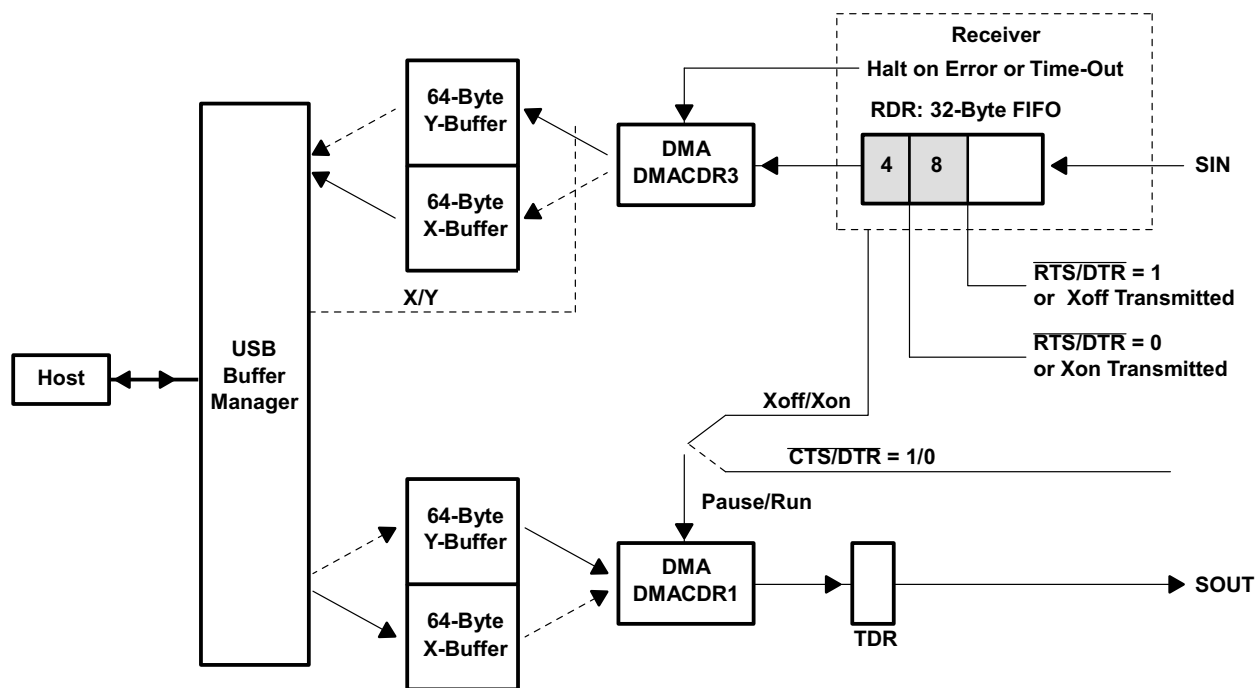 Receiver
Halt on Error or Time-Out
RDR: 32-Byte FIFO
64-Byte
Y-Buffer
DMA
DMACDR3
4
8
SIN
64-Byte
X-Buffer
X/Y
RTS/DTR = 1
or Xoff Transmitted
RTS/DTR = 0
or Xon Transmitted
Host
USB
Buffer
Manager
Xoff/Xon
CTS/DTR = 1/0
Pause/Run
64-Byte
Y-Buffer
DMA
DMACDR1
SOUT
64-Byte
X-Buffer
TDR